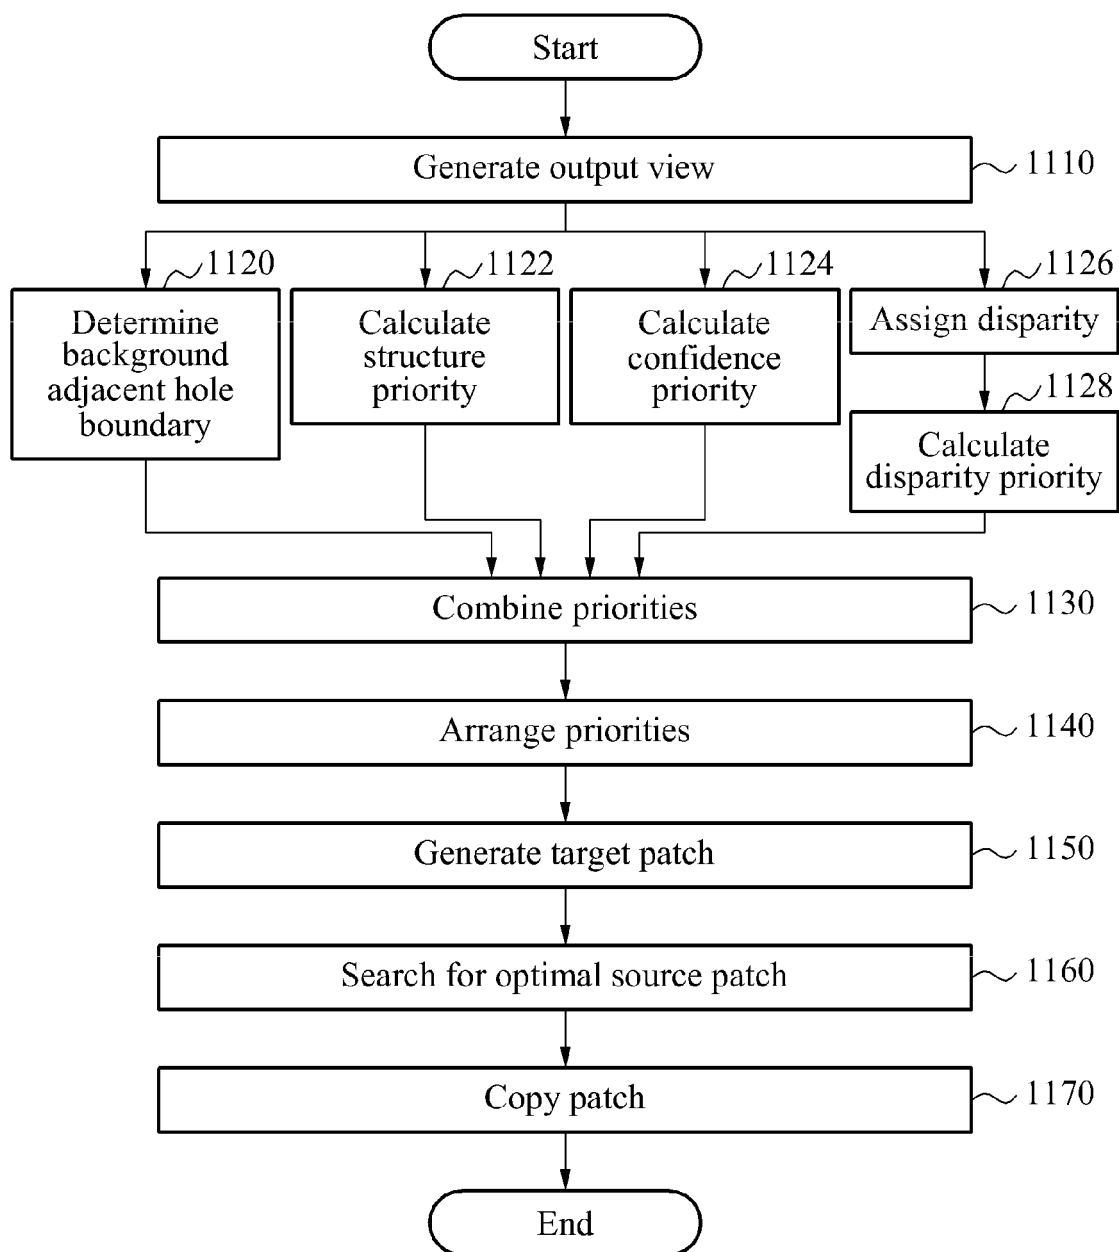 Start
Generate output view
1110
1120
Determine
background
adjacent hole
boundary
1122
Calculate
structure
priority
1124
Calculate
confidence
priority
1126
Assign disparity
1128
Calculate
disparity priority
Combine priorities
1130
Arrange priorities
1140
Generate target patch
1150
Search for optimal source patch
1160
Copy patch
1170
End